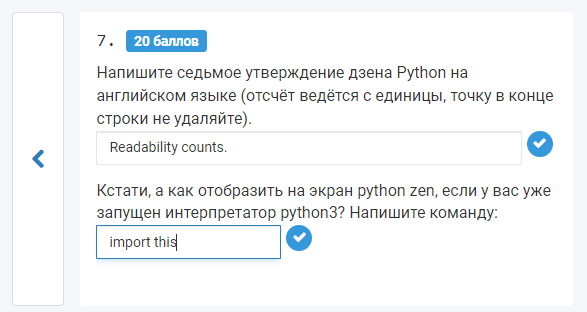 7. 20 баллов
Напишите седьмое утверждение дзена Python на
английском языке (отсчёт ведётся с единицы, точку в конце
строки не удаляйте).
Readability counts.
Кстати, а как отобразить на экран python zen, если у вас уже
запущен интерпретатор python3? Напишите команду:
import this